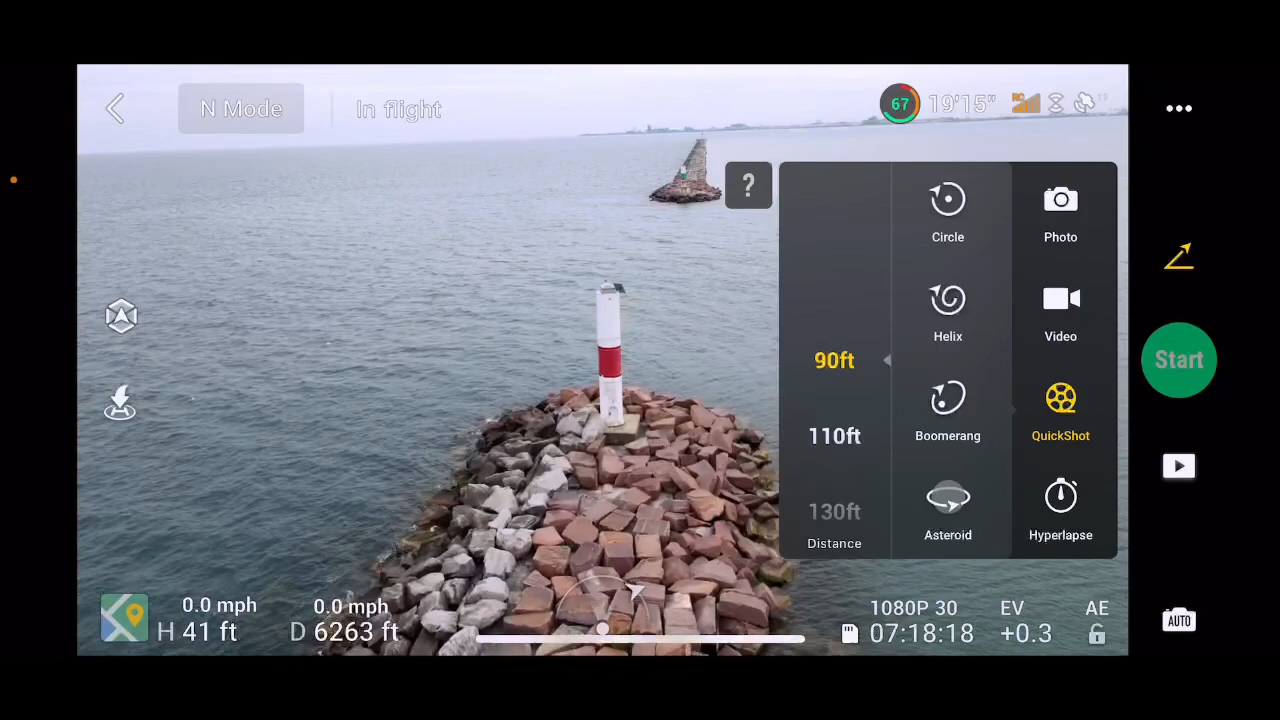 N Mode
In flight
67
19'15"
RC
19
?
Circle
Photo
Helix
Video
90ft
Start
110ft
Boomerang
QuickShot
130ft
Distance
Asteroid
Hyperlapse
0.0 mph
0.0 mph
H 41 ft
D 6263 ft
1080P 30
EV
AE
07:18:18
+0.3
AUTO